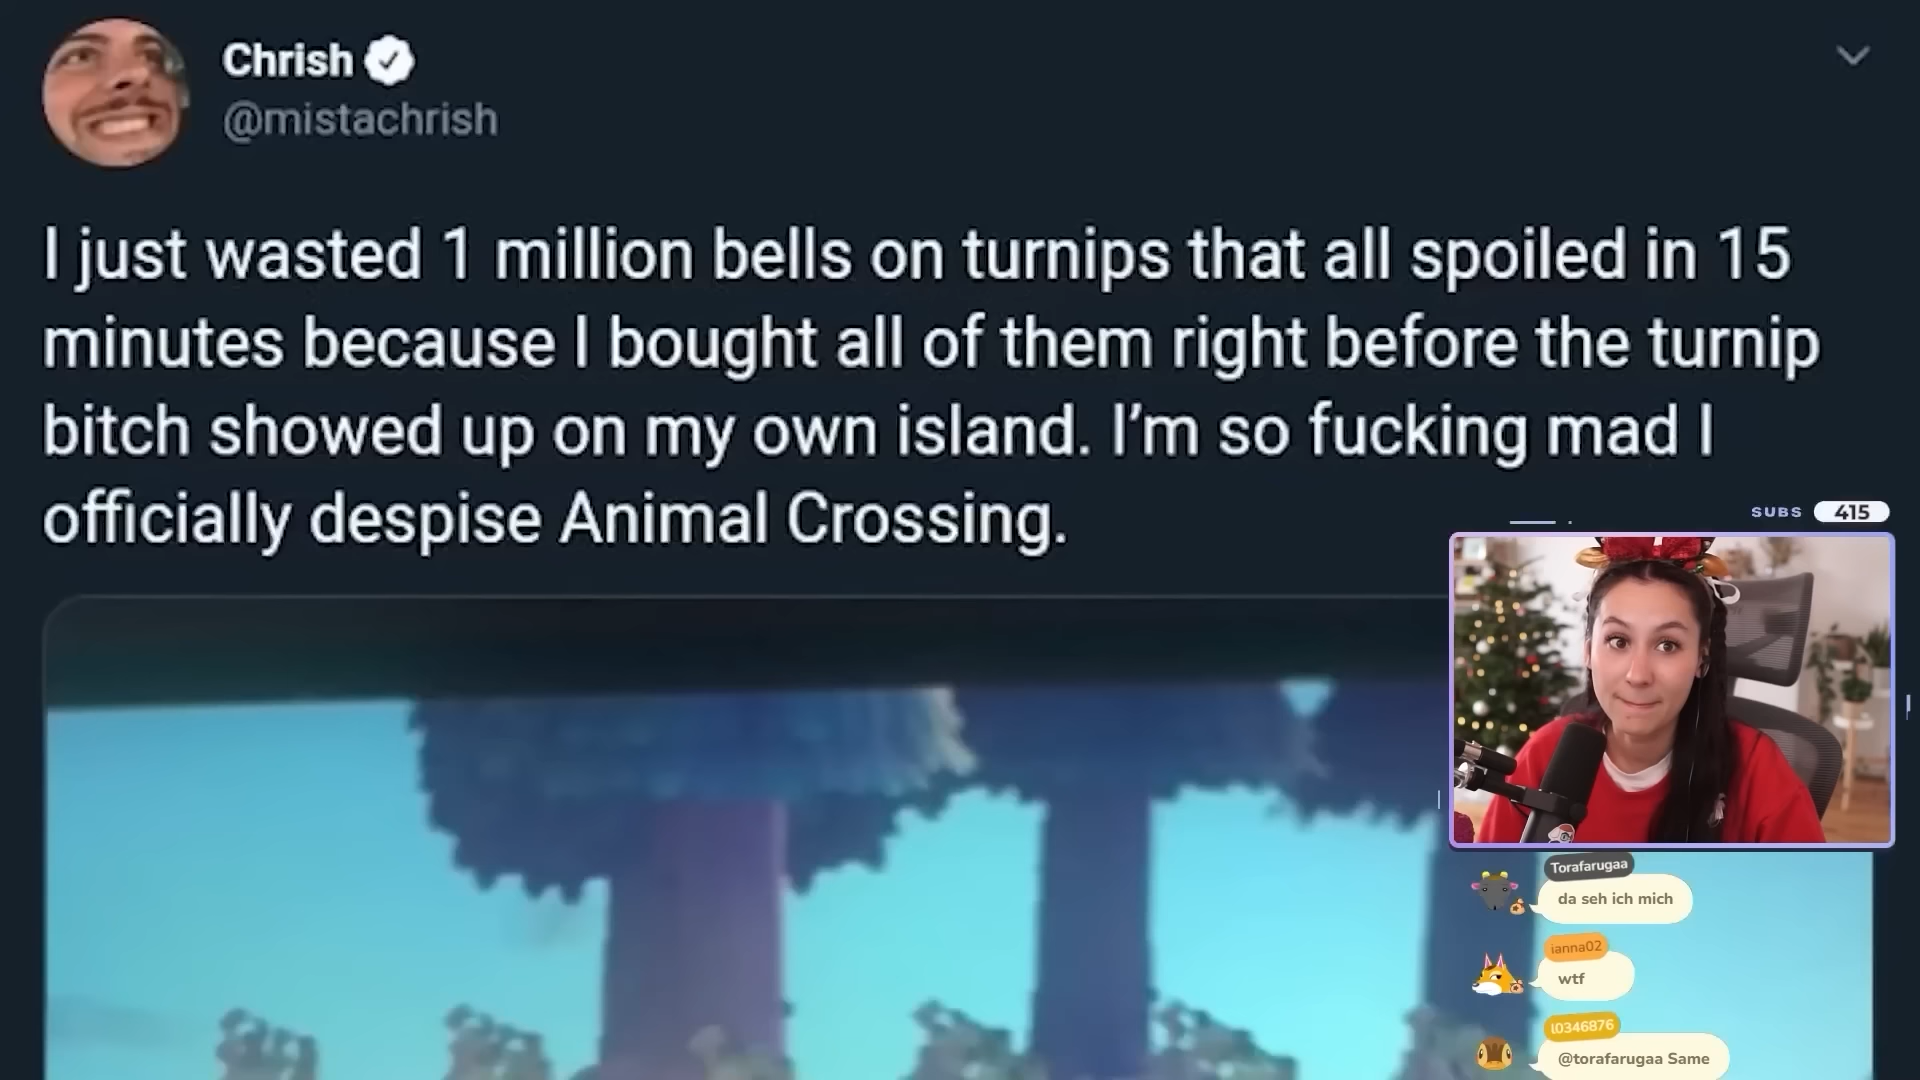 Chrish
@mistachrish
I just wasted 1 million bells on turnips that all spoiled in 15
minutes because I bought all of them right before the turnip
bitch showed up on my own island. I’m so fucking mad I
officially despise Animal Crossing.
SUBS 415
Torafarugaa
da seh ich mich
ianna02
wtf
l0346876
@torafarugaa Same